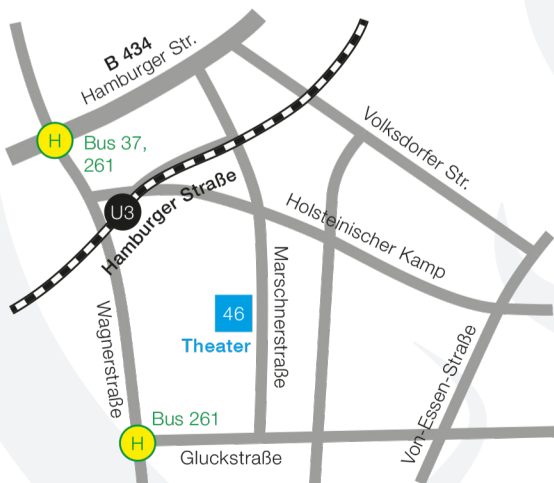 B 434
Hamburger Str.
H
Bus 37,
261
Volksdorfer Str.
U3
Hamburger Straße
Holsteinischer Kamp
46
Theater
Marschnerstraße
Wagnerstraße
Von-Essen-Straße
Bus 261
H
Gluckstraße